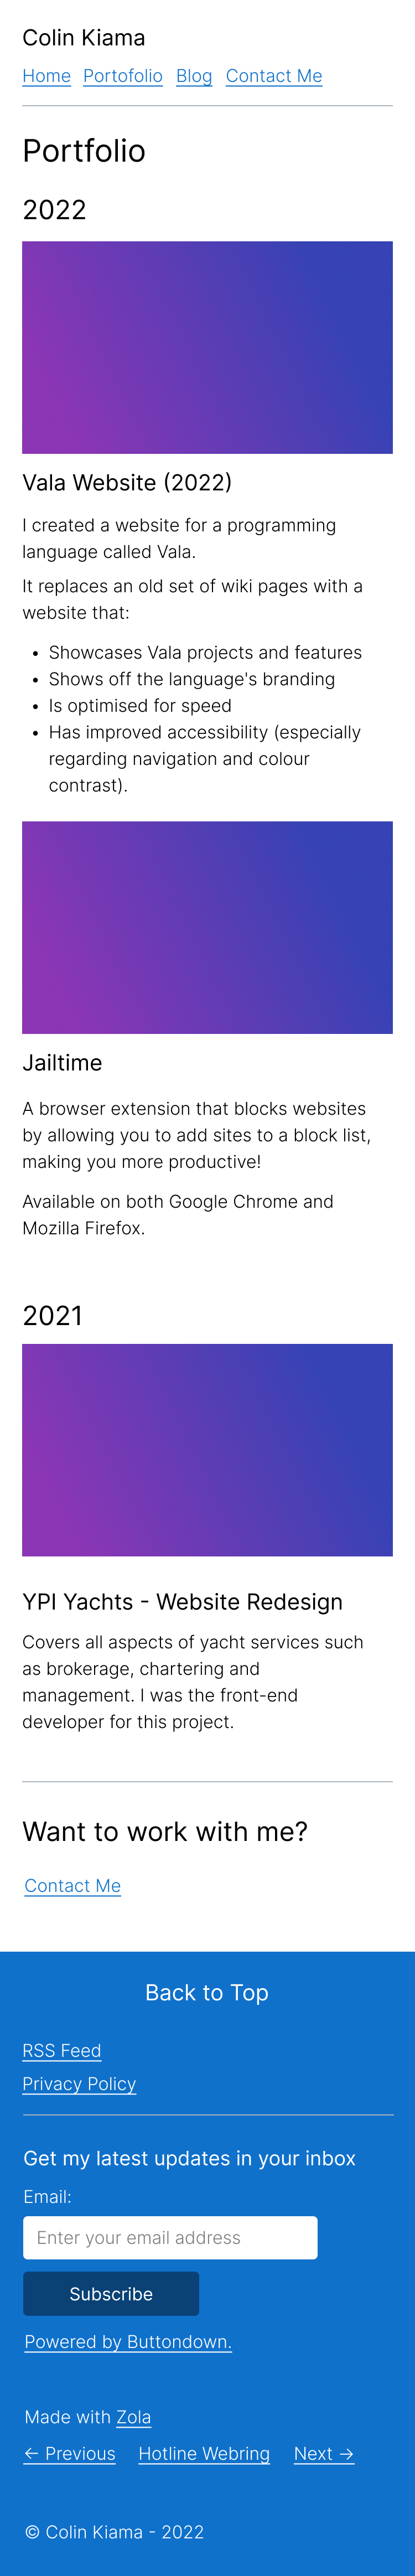 Colin Kiama
Home Portofolio Blog Contact Me
Portfolio
2022
Vala Website (2022)
I created a website for a programming
language called Vala.
It replaces an old set of wiki pages with a
website that:
• Showcases Vala projects and features
• Shows off the language's branding
• Is optimised for speed
• Has improved accessibility (especially
regarding navigation and colour
contrast).
Jailtime
A browser extension that blocks websites
by allowing you to add sites to a block list,
making you more productive!
Available on both Google Chrome and
Mozilla Firefox.
2021
YPI Yachts - Website Redesign
Covers all aspects of yacht services such
as brokerage, chartering and
management. I was the front-end
developer for this project.
Want to work with me?
Contact Me
Back to Top
RSS Feed
Privacy Policy
Get my latest updates in your inbox
Email:
Enter your email address
Subscribe
Powered by Buttondown.
Made with Zola
← Previous Hotline Webring Next →
© Colin Kiama - 2022